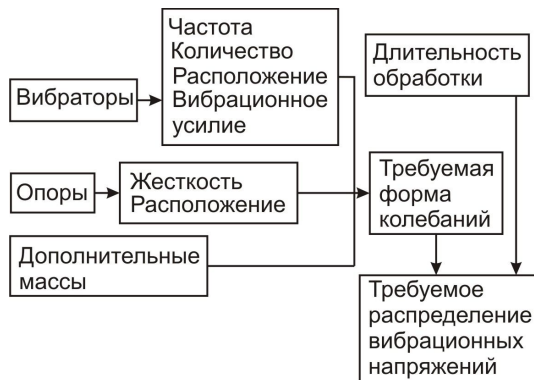 Вибраторы
Частота
Количество
Расположение
Вибрационное
усилие
Длительность
обработки
Опоры
Жесткость
Расположение
Требуемая
форма
колебаний
Дополнительные
массы
Требуемое
распределение
вибрационных
напряжений